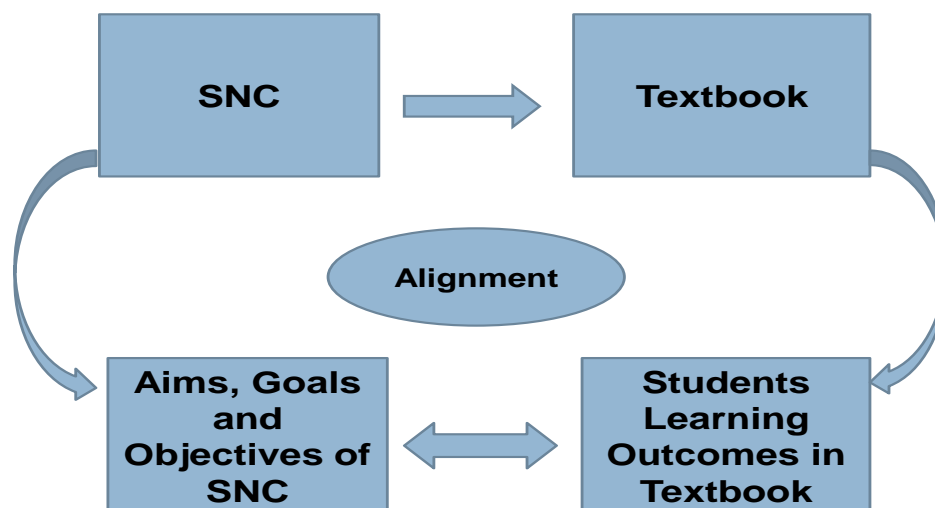 SNC
Textbook
Alignment
Aims, Goals
and
Objectives of
SNC
Students
Learning
Outcomes in
Textbook